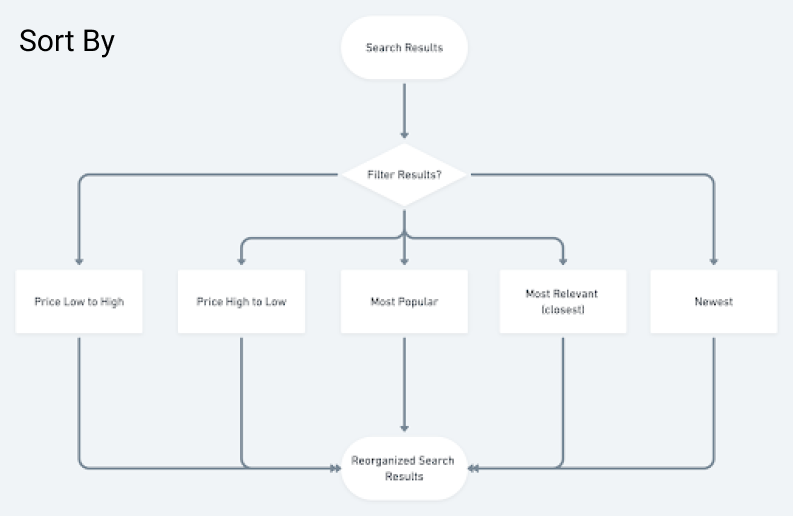 Sort By
Search Results
Filter Results?
Price Low to High
Price High to Low
Most Popular
Most Relevant
(closest)
Newest
Reorganized Search
Results